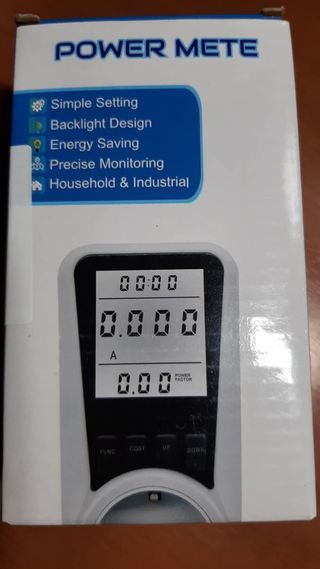 POWER METE
Simple Setting
Backlight Design
Energy Saving
Precise Monitoring
Household & Industrial
00:00
0.000
A
0.00 POWER FACTOR
FUNC COST UP DOWN